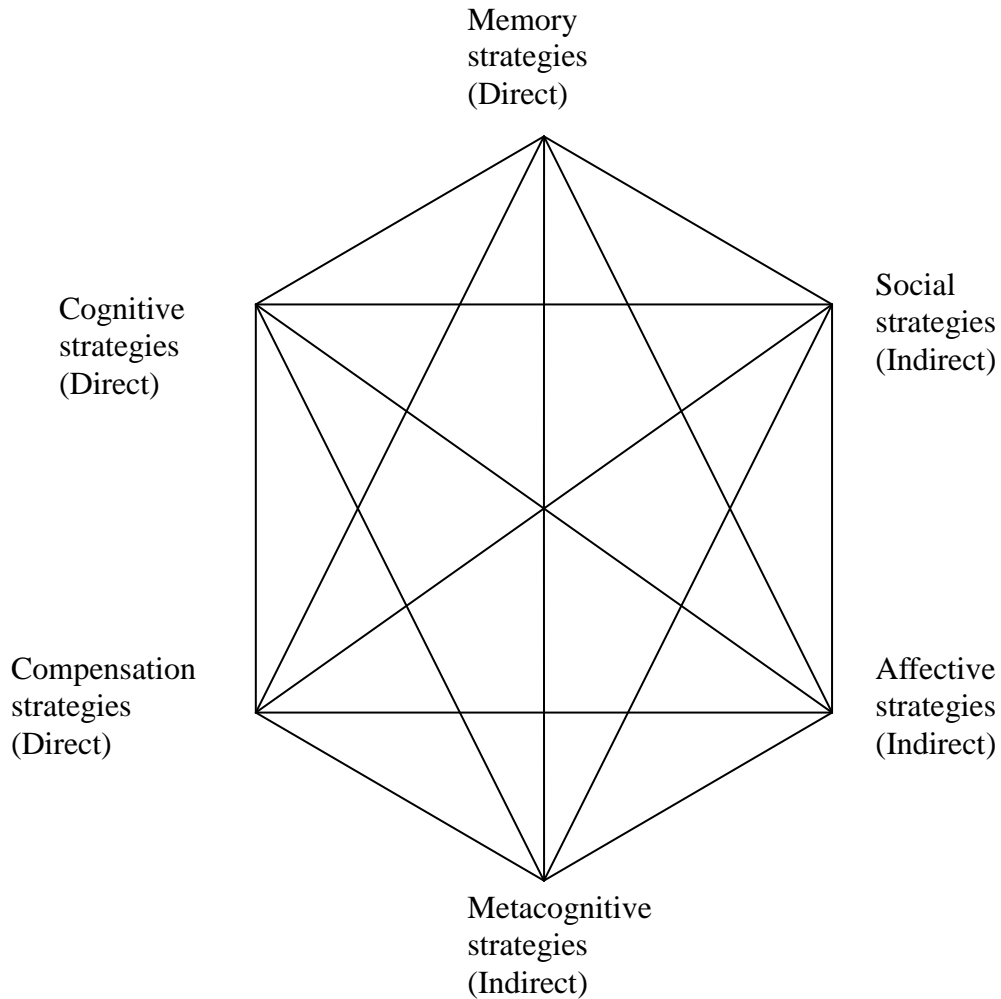 Memory
strategies
(Direct)
Social
strategies
(Indirect)
Cognitive
strategies
(Direct)
Compensation
strategies
(Direct)
Affective
strategies
(Indirect)
Metacognitive
strategies
(Indirect)